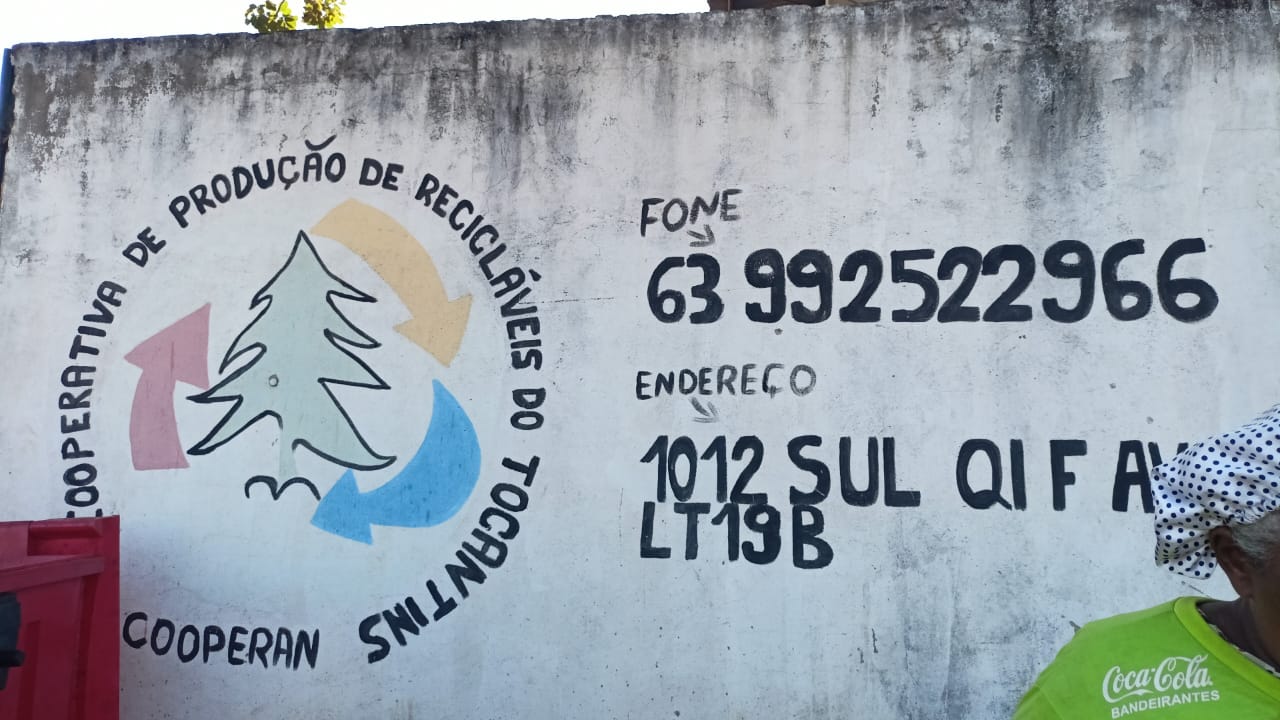 COOPERATIVA DE PRODUÇÃO DE RECICLÁVEIS DO TOCANTINS
COOPERAN
FONE
63 992522966
ENDEREÇO
1012 SUL QI F AV
LT19B
Coca-Cola
BANDEIRANTES